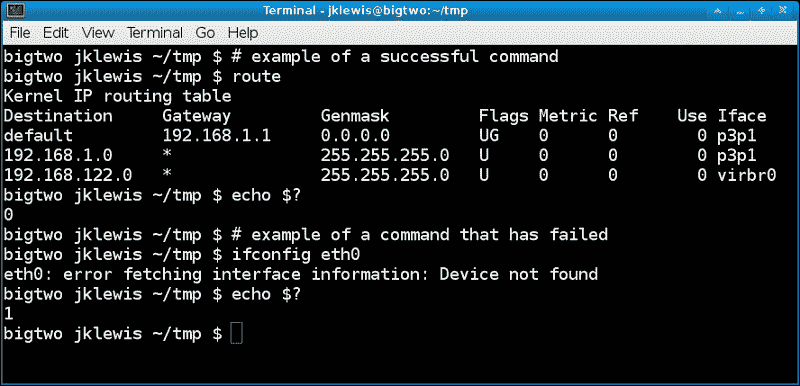 Terminal - jklewis@bigtwo:~/tmp
File Edit View Terminal Go Help
bigtwo jklewis ~/tmp $ # example of a successful command
bigtwo jklewis ~/tmp $ route
Kernel IP routing table
Destination     Gateway         Genmask         Flags Metric Ref    Use Iface
default         192.168.1.1     0.0.0.0         UG    0      0        0 p3p1
192.168.1.0     *               255.255.255.0   U     0      0        0 p3p1
192.168.122.0   *               255.255.255.0   U     0      0        0 virbr0
bigtwo jklewis ~/tmp $ echo $?
0
bigtwo jklewis ~/tmp $ # example of a command that has failed
bigtwo jklewis ~/tmp $ ifconfig eth0
eth0: error fetching interface information: Device not found
bigtwo jklewis ~/tmp $ echo $?
1
bigtwo jklewis ~/tmp $